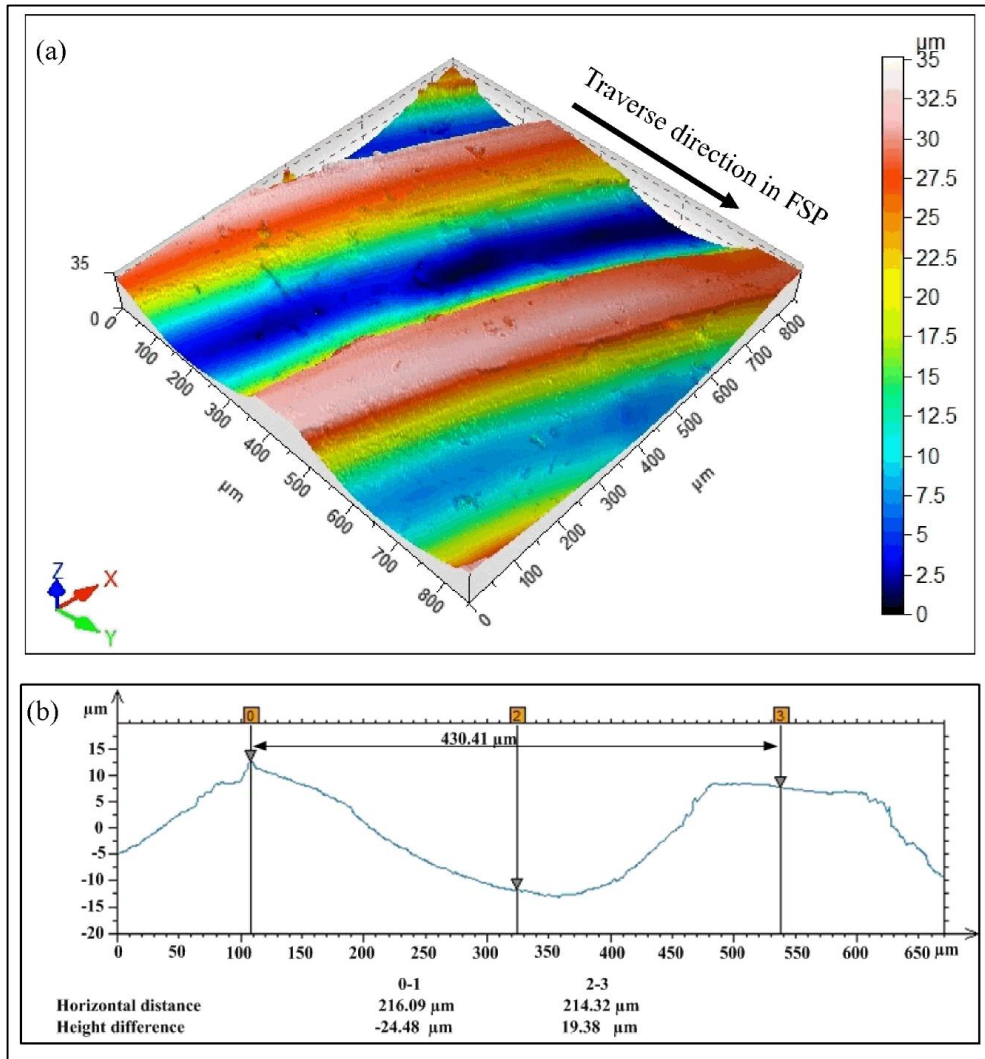 (a)
µm
Traverse direction in FSP
35
32.5
30
27.5
25
22.5
20
17.5
15
12.5
10
7.5
5
2.5
0
35
0
0 100 200 300 400 500 600 700 800
µm
0 100 200 300 400 500 600 700 800
µm
Z
X
Y
(b)
µm
0 2 3
430.41 µm
15
10
5
0
-5
-10
-15
-20
0 50 100 150 200 250 300 350 400 450 500 550 600 650 µm
0-1 2-3
Horizontal distance 216.09 µm 214.32 µm
Height difference -24.48 µm 19.38 µm